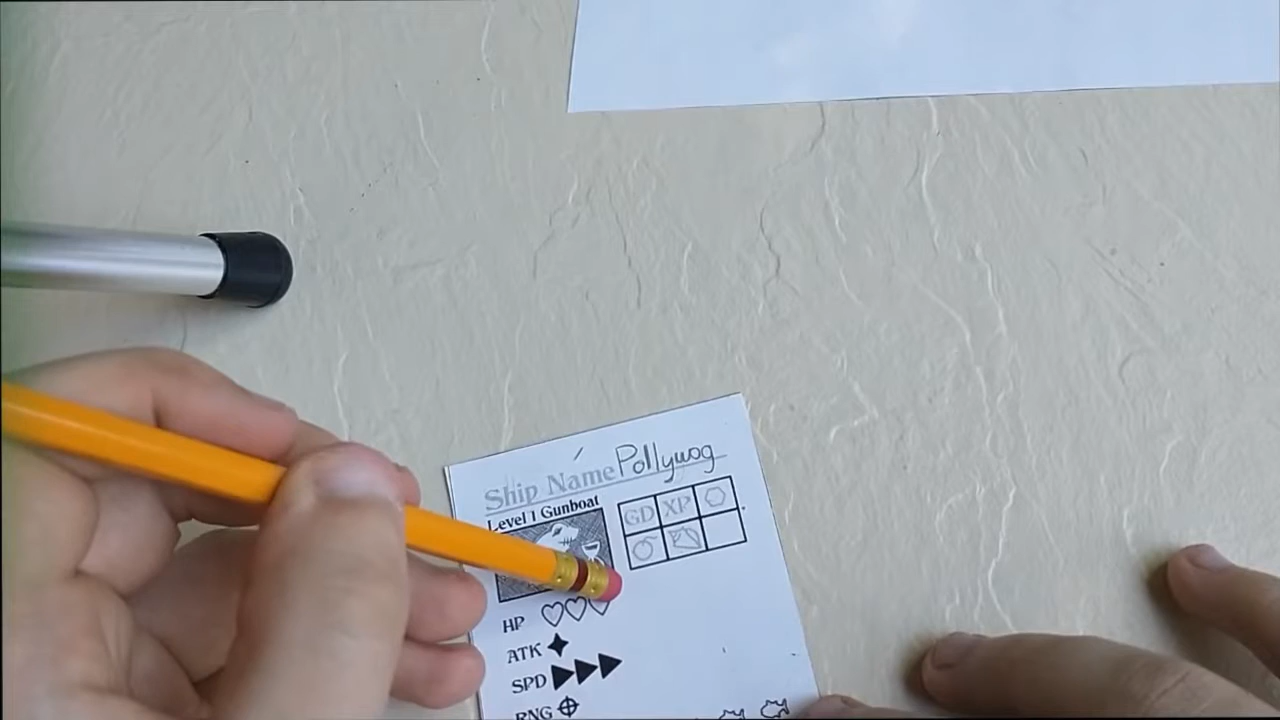 Ship Name Pollywog
Level 1 Gunboat
GD XP
HP
ATK
SPD
RNG